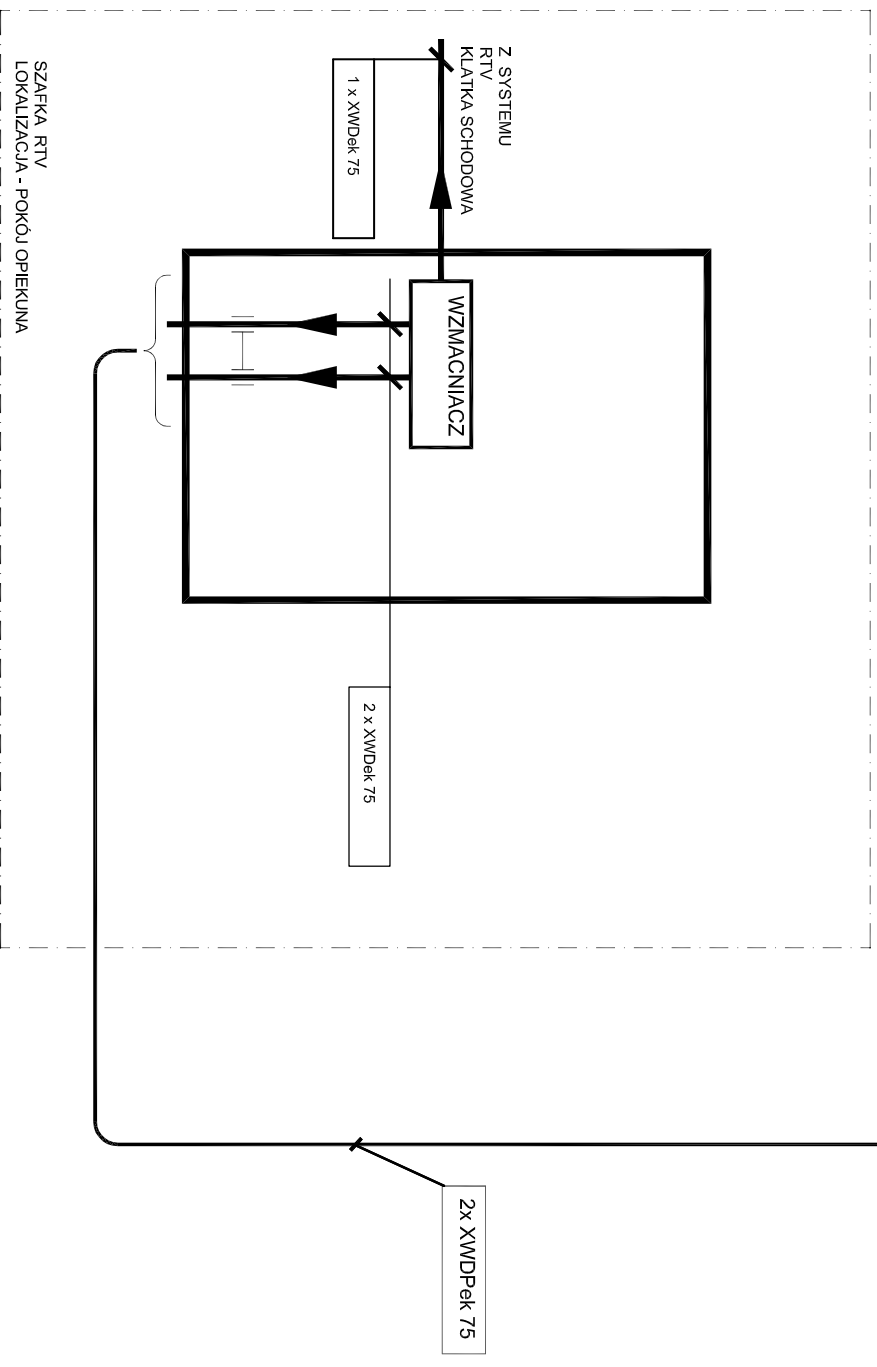 Z SYSTEMU
RTV
KLATKA SCHODOWA
1 x XWDek 75
WZMACNIACZ
2 x XWDek 75
2x XWDPek 75
SZAFKA RTV
LOKALIZACJA - POKÓJ OPIEKUNA